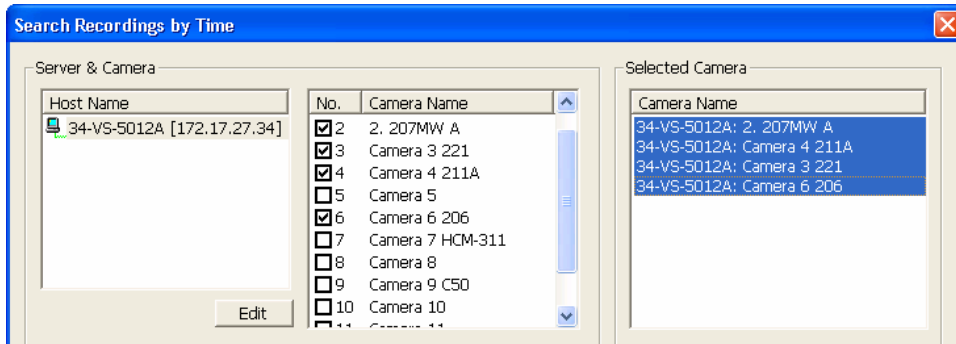 Search Recordings by Time
Server & Camera
Host Name
34-VS-5012A [172.17.27.34]
Edit
No. Camera Name
2 2. 207MW A
3 Camera 3 221
4 Camera 4 211A
5 Camera 5
6 Camera 6 206
7 Camera 7 HCM-311
8 Camera 8
9 Camera 9 C50
10 Camera 10
Selected Camera
Camera Name
34-VS-5012A: 2. 207MW A
34-VS-5012A: Camera 4 211A
34-VS-5012A: Camera 3 221
34-VS-5012A: Camera 6 206